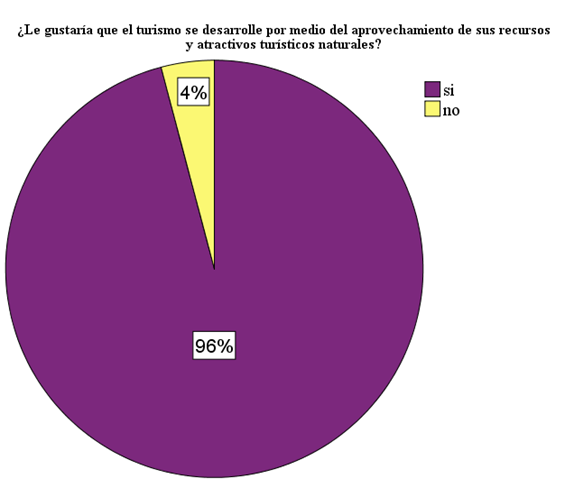 ¿Le gustaría que el turismo se desarrolle por medio del aprovechamiento de sus recursos
y atractivos turísticos naturales?
si
no
4%
96%